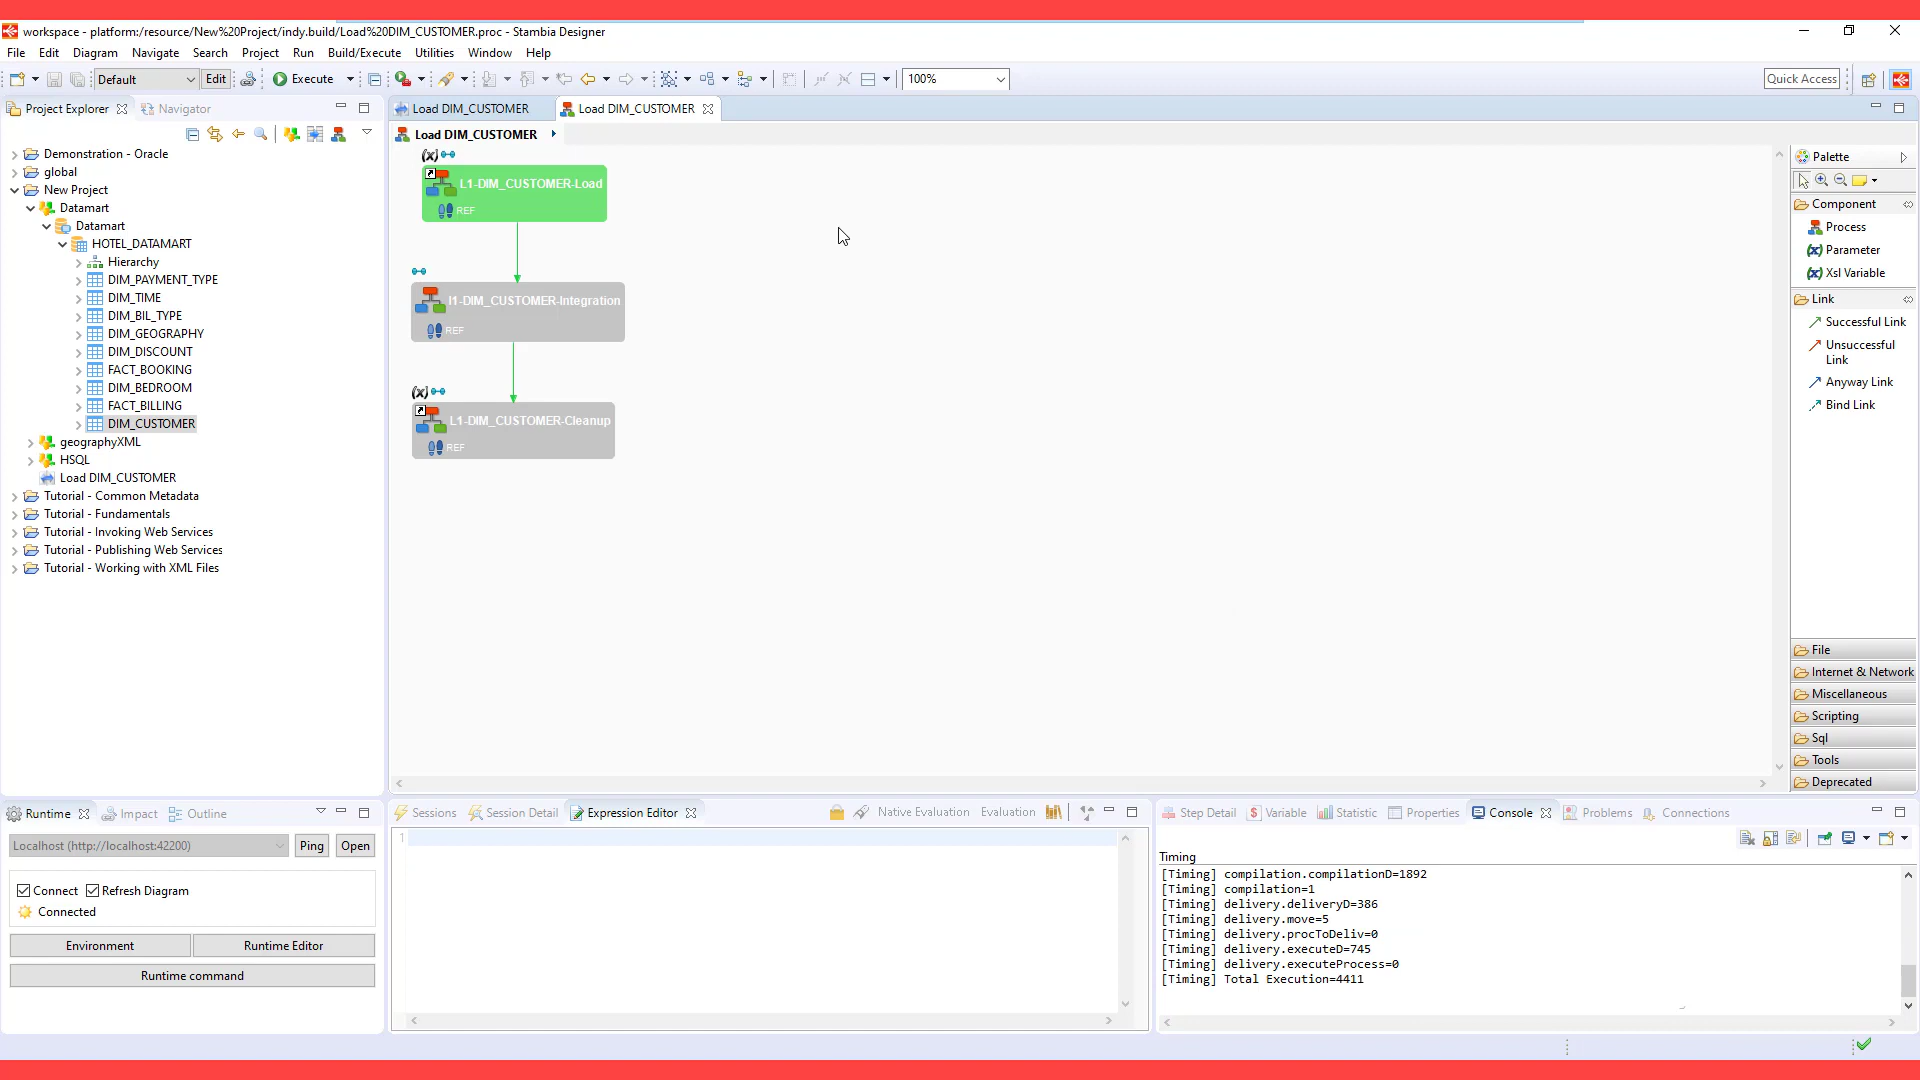 workspace - platform:/resource/New%20Project/indy.build/Load%20DIM_CUSTOMER.proc - Stambia Designer
File Edit Diagram Navigate Search Project Run Build/Execute Utilities Window Help
Default Edit Execute 100% Quick Access
Project Explorer Navigator
Load DIM_CUSTOMER Load DIM_CUSTOMER
Load DIM_CUSTOMER
Demonstration - Oracle
global
New Project
Datamart
Datamart
HOTEL_DATAMART
Hierarchy
DIM_PAYMENT_TYPE
DIM_TIME
DIM_BIL_TYPE
DIM_GEOGRAPHY
DIM_DISCOUNT
FACT_BOOKING
DIM_BEDROOM
FACT_BILLING
DIM_CUSTOMER
geographyXML
HSQL
Load DIM_CUSTOMER
Tutorial - Common Metadata
Tutorial - Fundamentals
Tutorial - Invoking Web Services
Tutorial - Publishing Web Services
Tutorial - Working with XML Files
(x)
L1-DIM_CUSTOMER-Load
REF
I1-DIM_CUSTOMER-Integration
REF
(x)
L1-DIM_CUSTOMER-Cleanup
REF
Palette
Component
Process
(x) Parameter
(x) Xsl Variable
Link
Successful Link
Unsuccessful
Link
Anyway Link
Bind Link
File
Internet & Network
Miscellaneous
Scripting
Sql
Tools
Deprecated
Runtime Impact Outline
Localhost (http://localhost:42200) Ping Open
Connect Refresh Diagram
Connected
Environment Runtime Editor
Runtime command
Sessions Session Detail Expression Editor Native Evaluation Evaluation
1
Step Detail Variable Statistic Properties Console Problems Connections
Timing
[Timing] compilation.compilationD=1892
[Timing] compilation=1
[Timing] delivery.deliveryD=386
[Timing] delivery.move=5
[Timing] delivery.procToDeliv=0
[Timing] delivery.executeD=745
[Timing] delivery.executeProcess=0
[Timing] Total Execution=4411